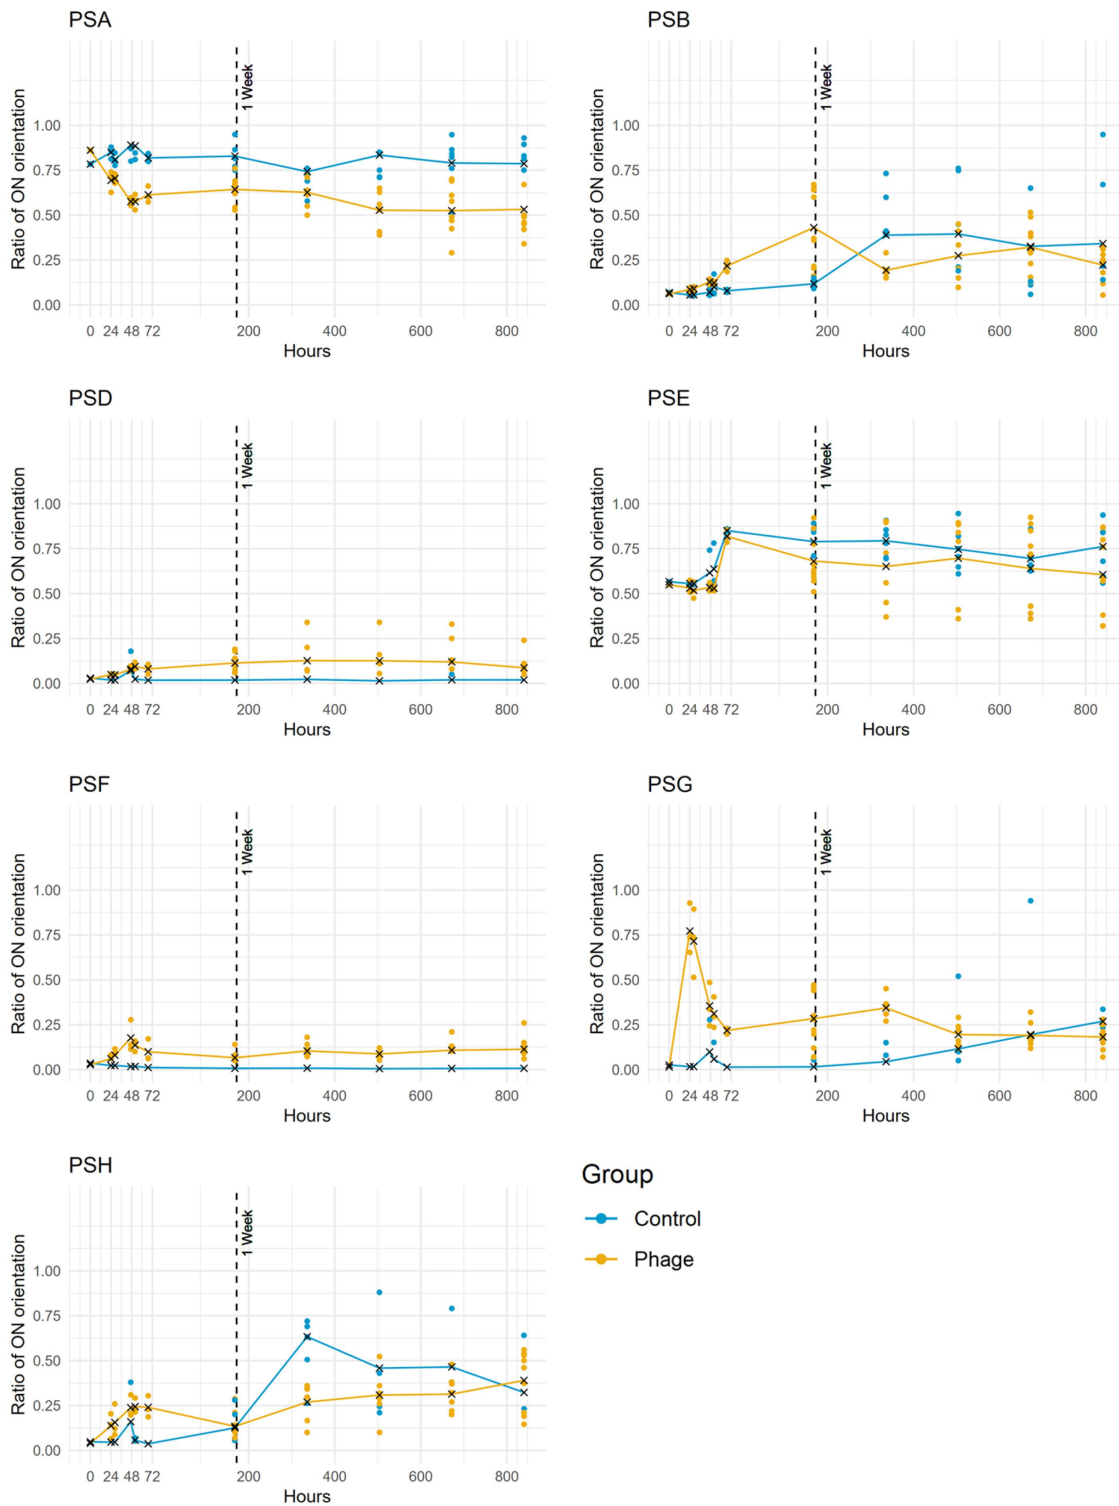 PSA
Ratio of ON orientation
1.00
0.75
0.50
0.25
0.00
1 Week
0 24 48 72 200 400 600 800
Hours
PSB
Ratio of ON orientation
1.00
0.75
0.50
0.25
0.00
1 Week
0 24 48 72 200 400 600 800
Hours
PSD
Ratio of ON orientation
1.00
0.75
0.50
0.25
0.00
1 Week
0 24 48 72 200 400 600 800
Hours
PSE
Ratio of ON orientation
1.00
0.75
0.50
0.25
0.00
1 Week
0 24 48 72 200 400 600 800
Hours
PSF
Ratio of ON orientation
1.00
0.75
0.50
0.25
0.00
1 Week
0 24 48 72 200 400 600 800
Hours
PSG
Ratio of ON orientation
1.00
0.75
0.50
0.25
0.00
1 Week
0 24 48 72 200 400 600 800
Hours
PSH
Ratio of ON orientation
1.00
0.75
0.50
0.25
0.00
1 Week
0 24 48 72 200 400 600 800
Hours
Group
Control
Phage